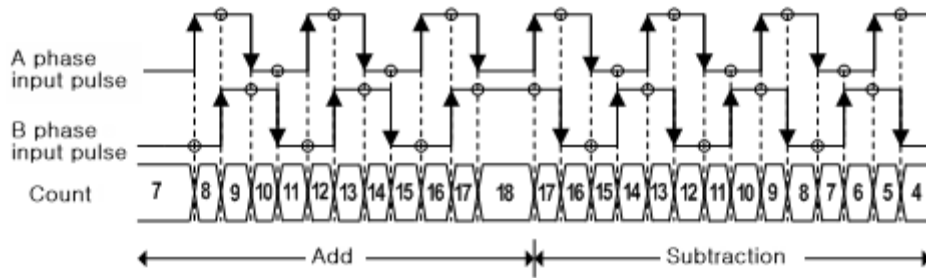 A phase
input pulse
B phase
input pulse
Count 7 8 9 10 11 12 13 14 15 16 17 18 17 16 15 14 13 12 11 10 9 8 7 6 5 4
Add Subtraction